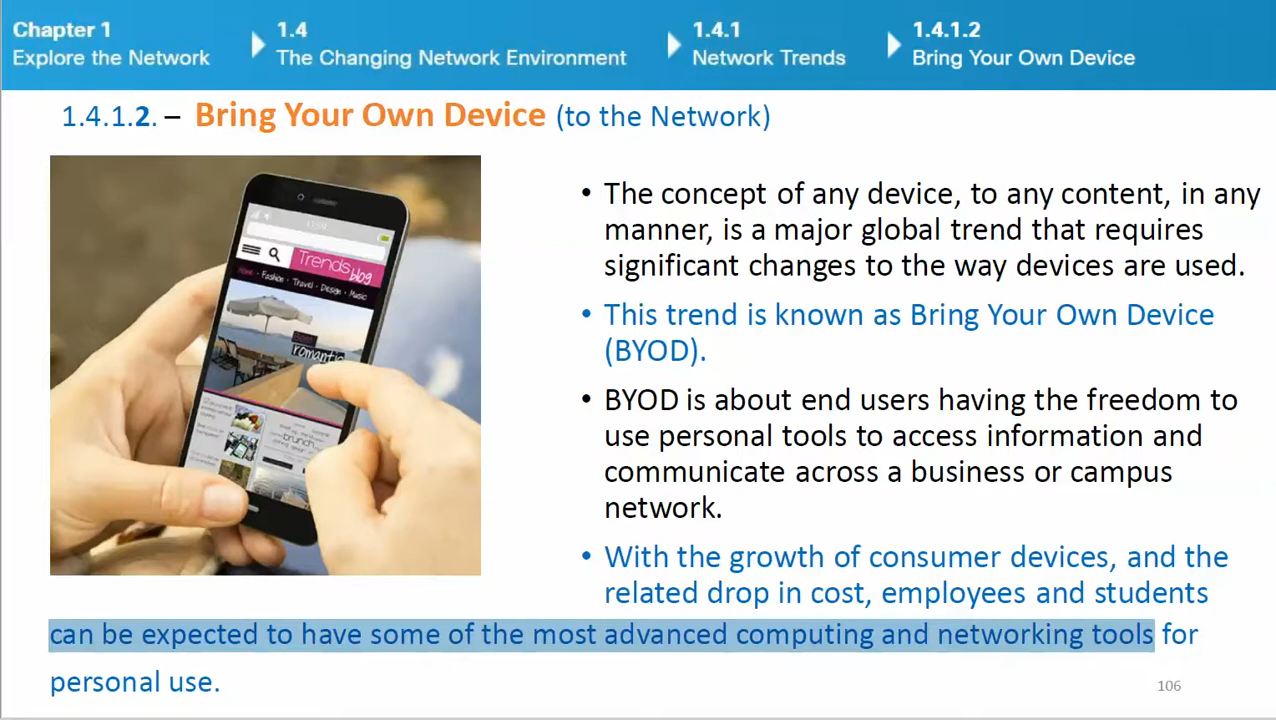 Chapter 1
Explore the Network
1.4
The Changing Network Environment
1.4.1
Network Trends
1.4.1.2
Bring Your Own Device
1.4.1.2. – Bring Your Own Device (to the Network)
Trends
blog
Home • Fashion • Travel • Design • Music
romantic
brunch
• The concept of any device, to any content, in any
manner, is a major global trend that requires
significant changes to the way devices are used.
• This trend is known as Bring Your Own Device
(BYOD).
• BYOD is about end users having the freedom to
use personal tools to access information and
communicate across a business or campus
network.
• With the growth of consumer devices, and the
related drop in cost, employees and students
can be expected to have some of the most advanced computing and networking tools for
personal use.
106